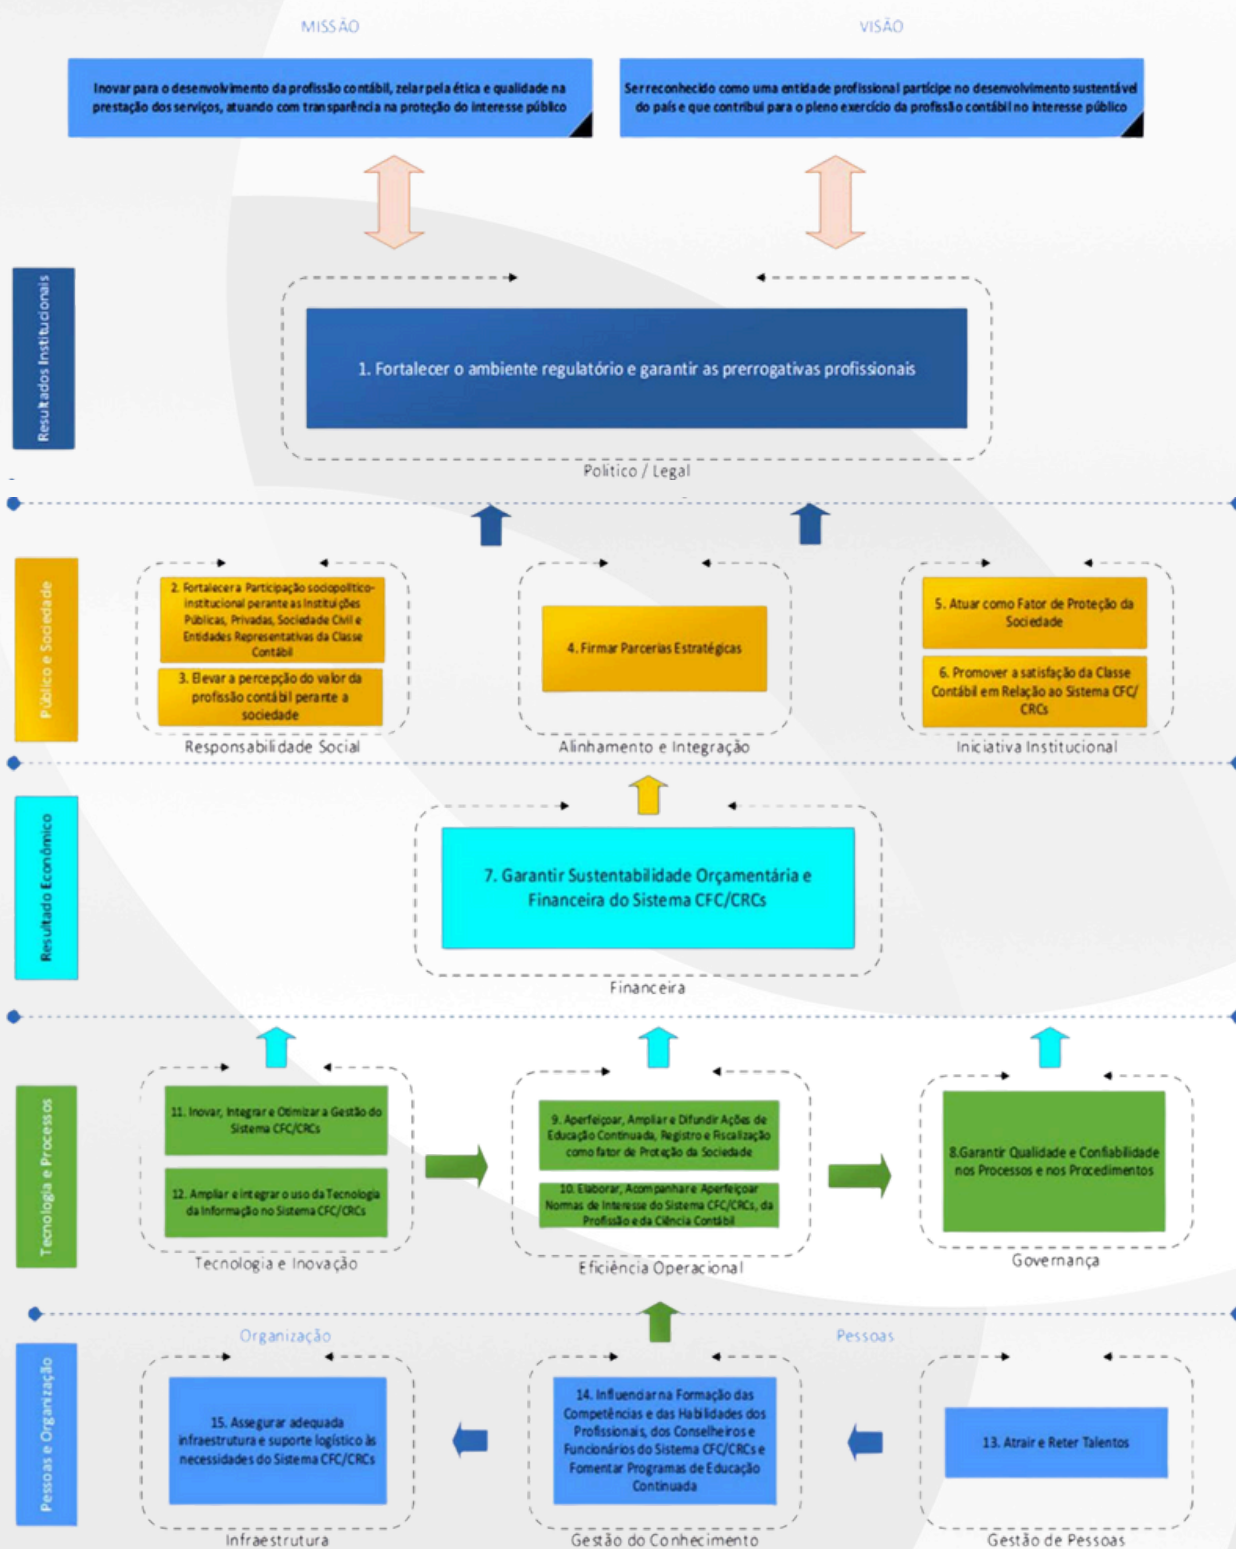 MISSÃO
VISÃO
Inovar para o desenvolvimento da profissão contábil, zelar pela ética e qualidade na
prestação dos serviços, atuando com transparência na proteção do interesse público
Ser reconhecido como uma entidade profissional partícipe no desenvolvimento sustentável
do país e que contribui para o pleno exercício da profissão contábil no interesse público
Resultados Institucionais
1. Fortalecer o ambiente regulatório e garantir as prerrogativas profissionais
Político / Legal
Público e Sociedade
2. Fortalecer a Participação sociopolítico-
institucional perante as Instituições
Públicas, Privadas, Sociedade Civil e
Entidades Representativas da Classe
Contábil
3. Elevar a percepção do valor da
profissão contábil perante a
sociedade
Responsabilidade Social
4. Firmar Parcerias Estratégicas
Alinhamento e Integração
5. Atuar como Fator de Proteção da
Sociedade
6. Promover a satisfação da Classe
Contábil em Relação ao Sistema CFC/
CRCs
Iniciativa Institucional
Resultado Econômico
7. Garantir Sustentabilidade Orçamentária e
Financeira do Sistema CFC/CRCs
Financeira
Tecnologia e Processos
11. Inovar, Integrar e Otimizar a Gestão do
Sistema CFC/CRCs
12. Ampliar e integrar o uso da Tecnologia
da Informação no Sistema CFC/CRCs
Tecnologia e Inovação
9. Aperfeiçoar, Ampliar e Difundir Ações de
Educação Continuada, Registro e Fiscalização
como fator de Proteção da Sociedade
10. Elaborar, Acompanhar e Aperfeiçoar
Normas de Interesse do Sistema CFC/CRCs, da
Profissão e da Ciência Contábil
Eficiência Operacional
8.Garantir Qualidade e Confiabilidade
nos Processos e nos Procedimentos
Governança
Pessoas e Organização
Organização
Pessoas
15. Assegurar adequada
infraestrutura e suporte logístico às
necessidades do Sistema CFC/CRCs
Infraestrutura
14. Influenciar na Formação das
Competências e das Habilidades dos
Profissionais, dos Conselheiros e
Funcionários do Sistema CFC/CRCs e
Fomentar Programas de Educação
Continuada
Gestão do Conhecimento
13. Atrair e Reter Talentos
Gestão de Pessoas